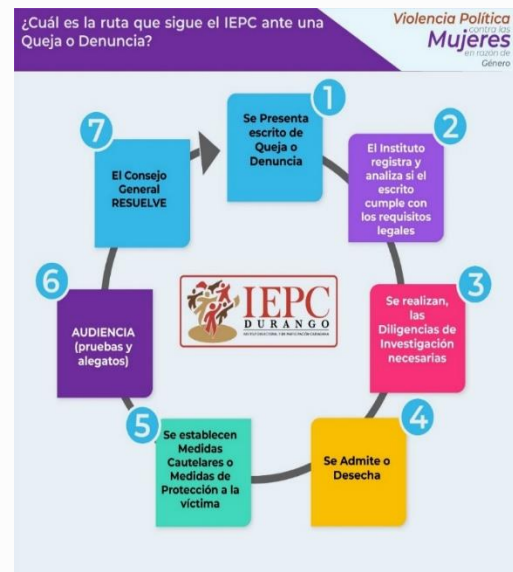 ¿Cuál es la ruta que sigue el IEPC ante una
Queja o Denuncia?
Violencia Política
contra las
Mujeres
en razón de
Género
1
Se Presenta
escrito de
Queja o
Denuncia
2
El Instituto
registra y
analiza si el
escrito
cumple con
los requisitos
legales
3
Se realizan,
las
Diligencias de
Investigación
necesarias
4
Se Admite o
Desecha
5
Se establecen
Medidas
Cautelares o
Medidas de
Protección a la
víctima
6
AUDIENCIA
(pruebas y
alegatos)
7
El Consejo
General
RESUELVE
IEPC
DURANGO